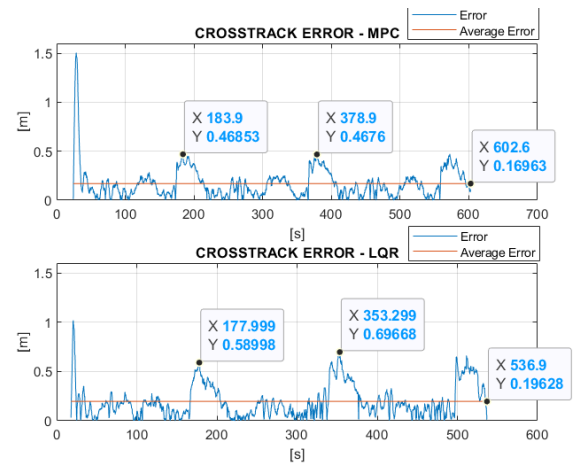 Error
Average Error
CROSSTRACK ERROR - MPC
1.5
1
0.5
0
[m]
X 183.9
Y 0.46853
X 378.9
Y 0.4676
X 602.6
Y 0.16963
0 100 200 300 400 500 600 700
[s]
Error
Average Error
CROSSTRACK ERROR - LQR
1.5
1
0.5
0
[m]
X 177.999
Y 0.58998
X 353.299
Y 0.69668
X 536.9
Y 0.19628
0 100 200 300 400 500 600
[s]